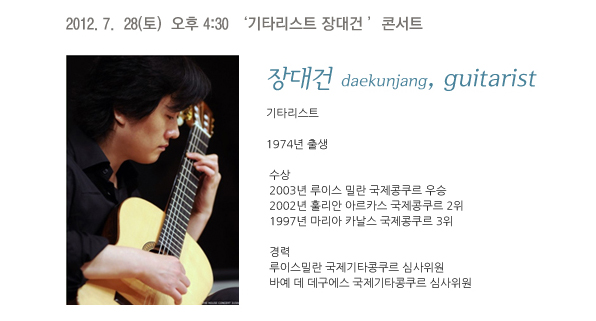 2012. 7. 28(토) 오후 4:30 ‘기타리스트 장대건 ’ 콘서트
장대건 daekunjang, guitarist
기타리스트
1974년 출생
수상
2003년 루이스 밀란 국제콩쿠르 우승
2002년 훌리안 아르카스 국제콩쿠르 2위
1997년 마리아 카날스 국제콩쿠르 3위
경력
루이스밀란 국제기타콩쿠르 심사위원
바예 데 데구에스 국제기타콩쿠르 심사위원